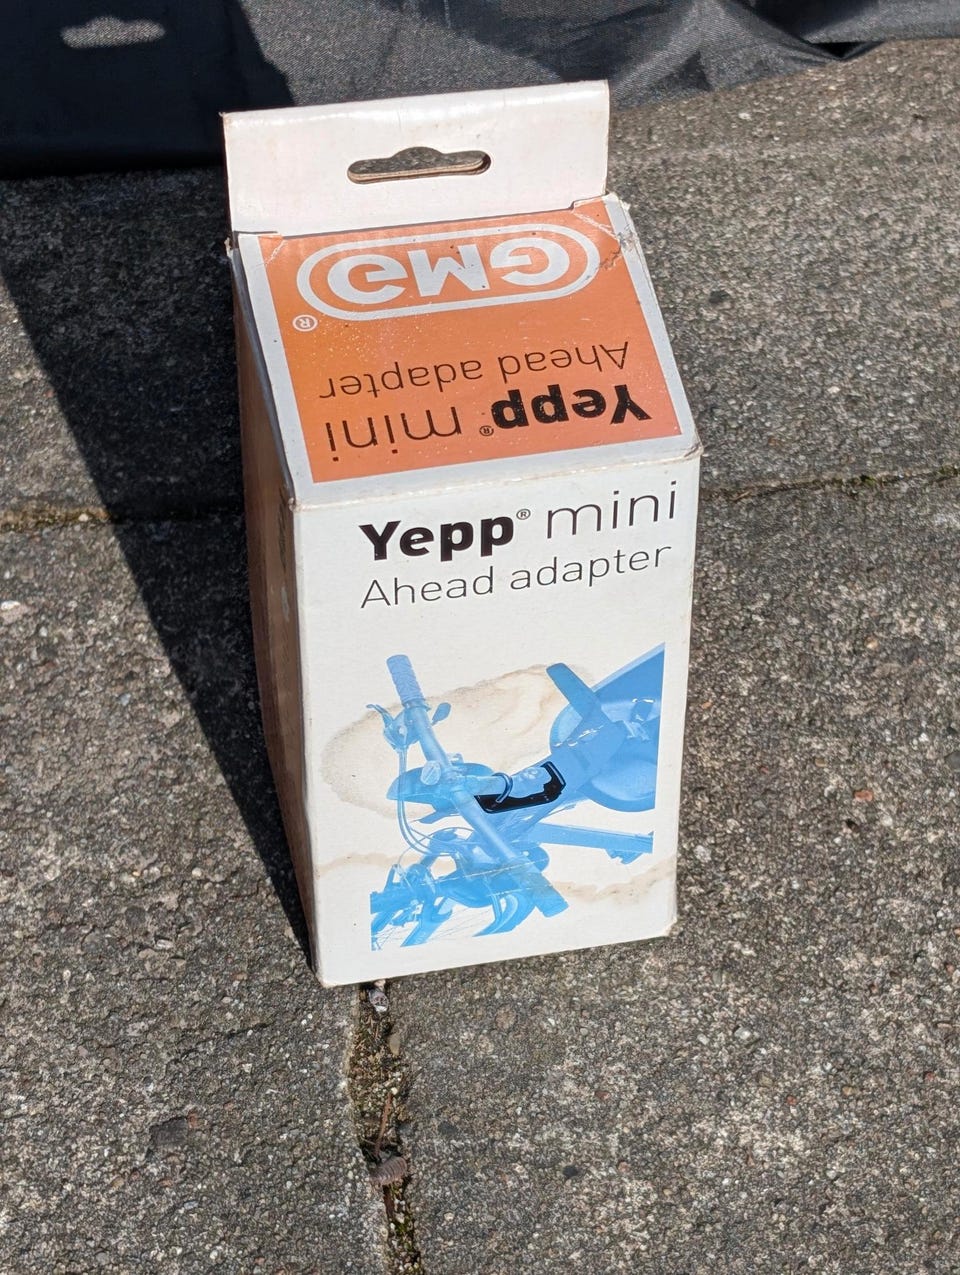 GMG®
Ahead adapter
Yepp® mini
Yepp® mini
Ahead adapter